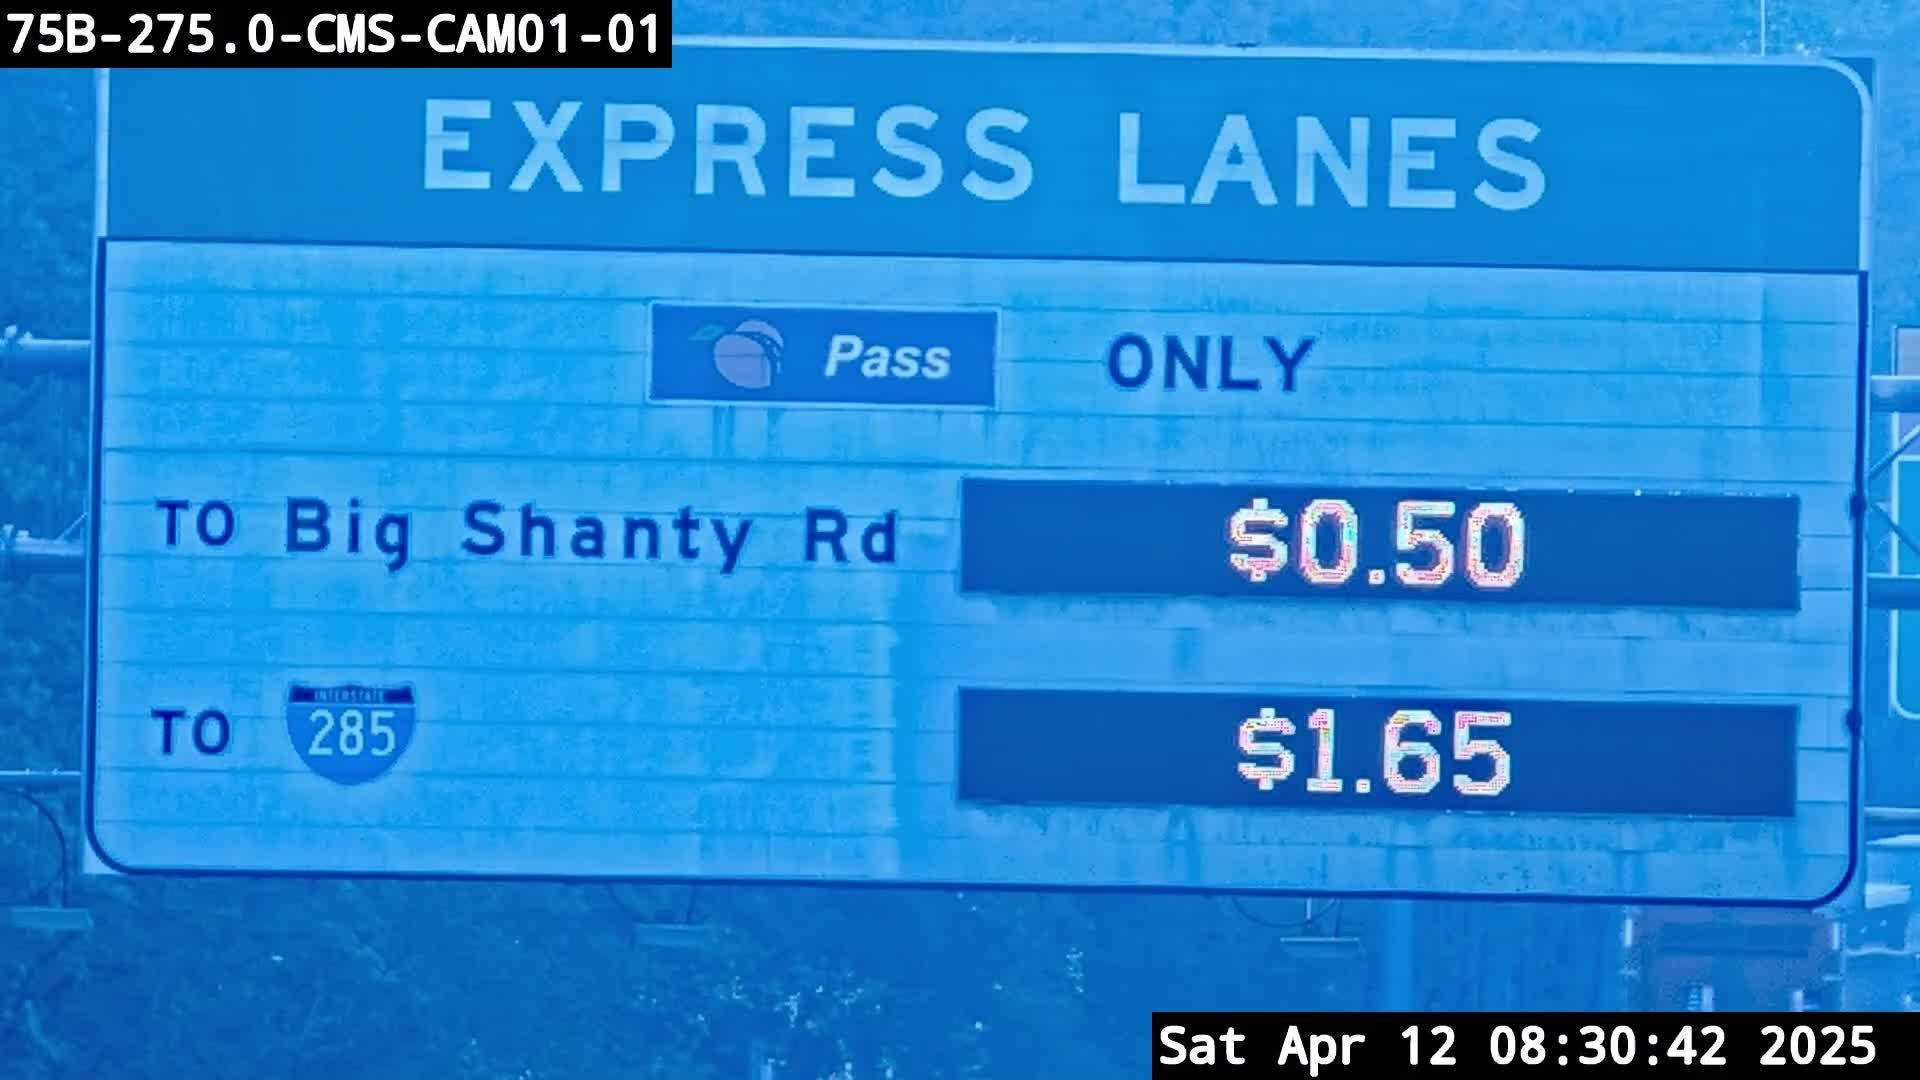 75B-275.0-CMS-CAM01-01
EXPRESS LANES
Pass ONLY
TO Big Shanty Rd $0.50
INTERSTATE
TO 285 $1.65
Sat Apr 12 08:30:42 2025